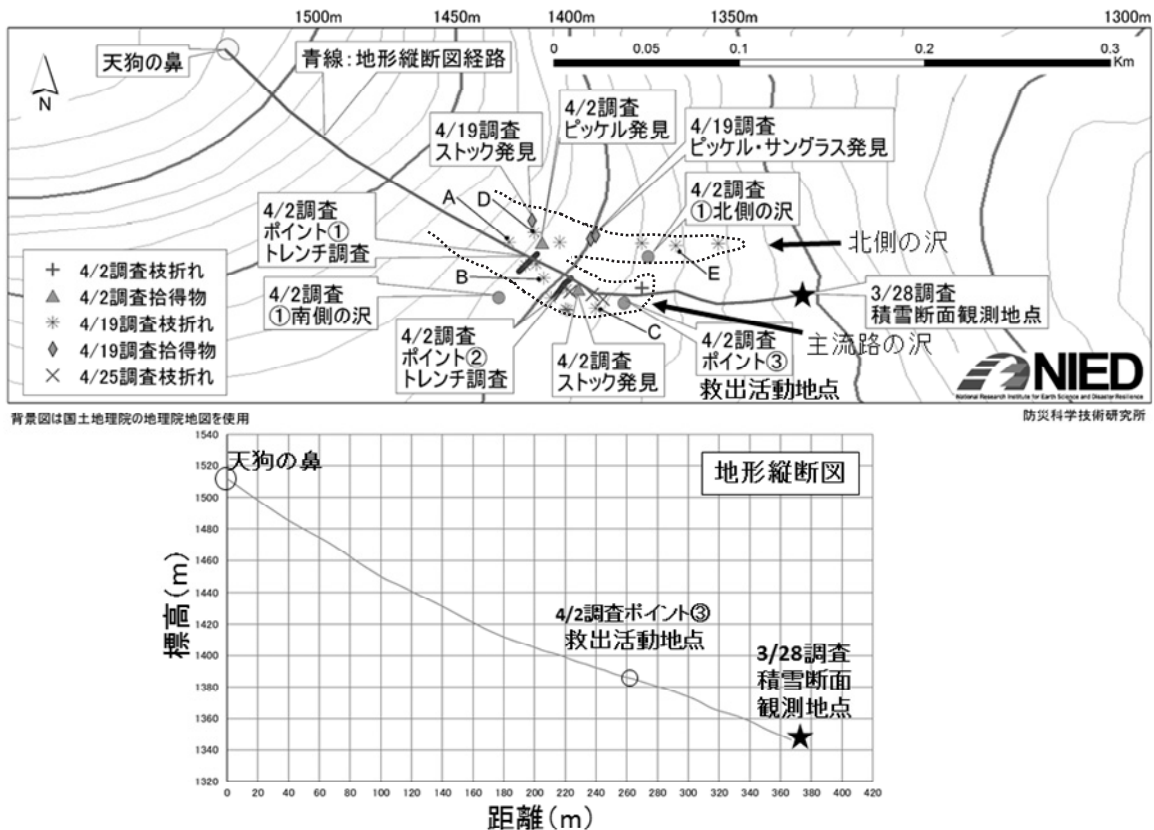 1500m
1450m
1400m
1350m
1300m
天狗の鼻
青線:地形縦断図経路
N
0
0.05
0.1
0.2
0.3
Km
4/19調査
ストック発見
4/2調査
ピッケル発見
4/19調査
ピッケル・サングラス発見
4/2調査
①北側の沢
A
D
4/2調査
ポイント①
トレンチ調査
B
E
北側の沢
+ 4/2調査枝折れ
▲ 4/2調査拾得物
✳ 4/19調査枝折れ
◆ 4/19調査拾得物
× 4/25調査枝折れ
4/2調査
①南側の沢
4/2調査
ポイント②
トレンチ調査
4/2調査
ストック発見
C
4/2調査
ポイント③
救出活動地点
主流路の沢
3/28調査
積雪断面観測地点
NIED
National Research Institute for Earth Science and Disaster Resilience
背景図は国土地理院の地理院地図を使用
防災科学技術研究所
地形縦断図
天狗の鼻
4/2調査ポイント③
救出活動地点
3/28調査
積雪断面
観測地点
標高(m)
1540
1520
1500
1480
1460
1440
1420
1400
1380
1360
1340
1320
0 20 40 60 80 100 120 140 160 180 200 220 240 260 280 300 320 340 360 380 400 420
距離(m)